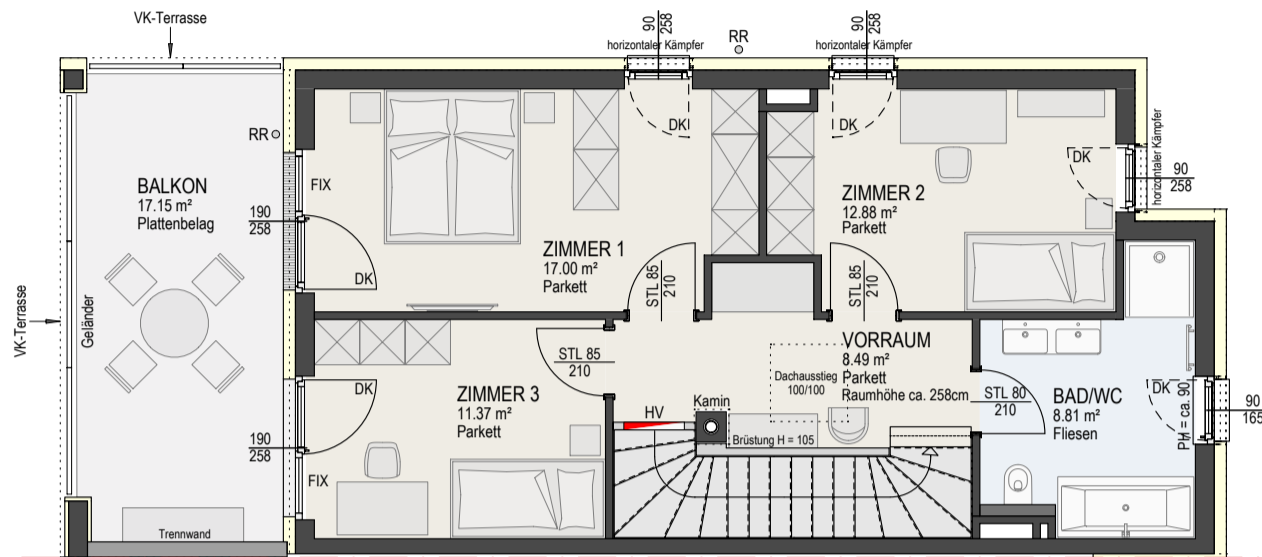 VK-Terrasse
90
258
horizontaler Kämpfer
RR
90
258
horizontaler Kämpfer
RR
BALKON
17.15 m²
Plattenbelag
190
258
FIX
DK
DK
ZIMMER 1
17.00 m²
Parkett
STL 85
210
DK
ZIMMER 2
12.88 m²
Parkett
STL 85
210
DK
horizontaler Kämpfer
90
258
VK-Terrasse
Geländer
DK
190
258
FIX
ZIMMER 3
11.37 m²
Parkett
STL 85
210
HV
Kamin
Dachausstieg
100/100
Brüstung H = 105
VORRAUM
8.49 m²
Parkett
Raumhöhe ca. 258cm
STL 80
210
BAD/WC
8.81 m²
Fliesen
DK
PH = ca. 90
90
165
Trennwand